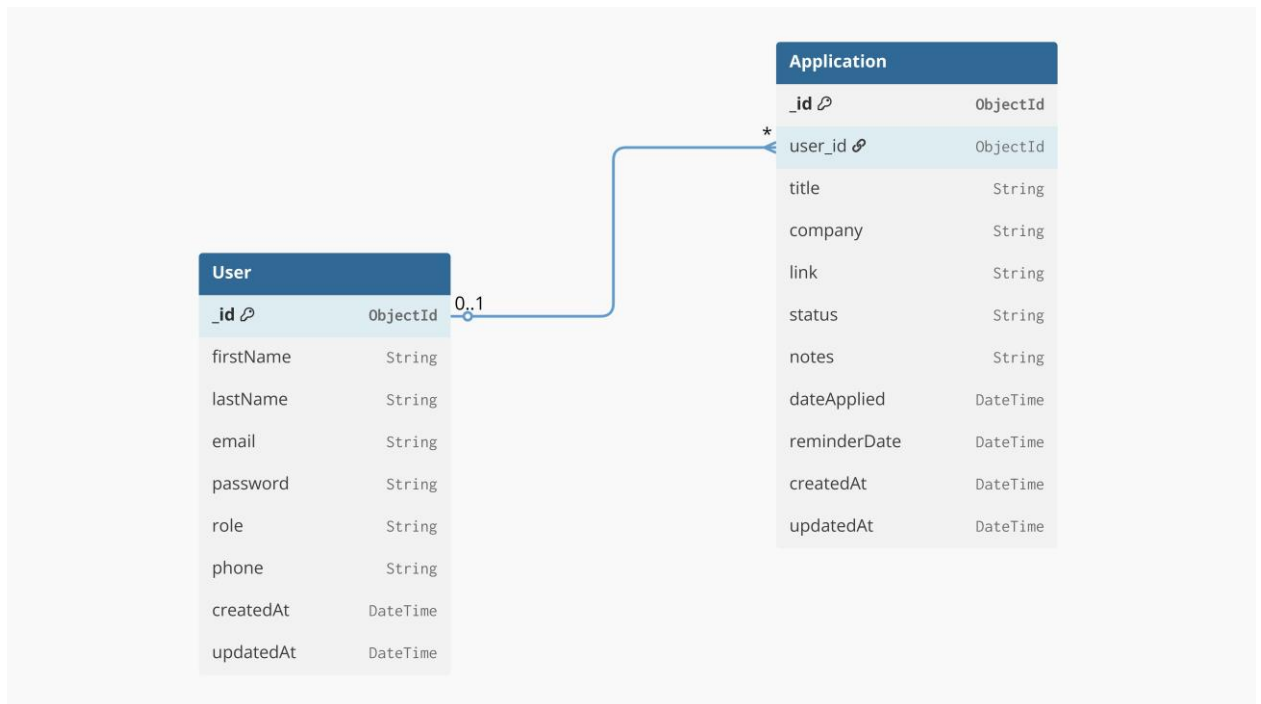 Application
_id ObjectId
* user_id ObjectId
title String
company String
link String
status String
notes String
dateApplied DateTime
reminderDate DateTime
createdAt DateTime
updatedAt DateTime
User
_id ObjectId 0..1
firstName String
lastName String
email String
password String
role String
phone String
createdAt DateTime
updatedAt DateTime